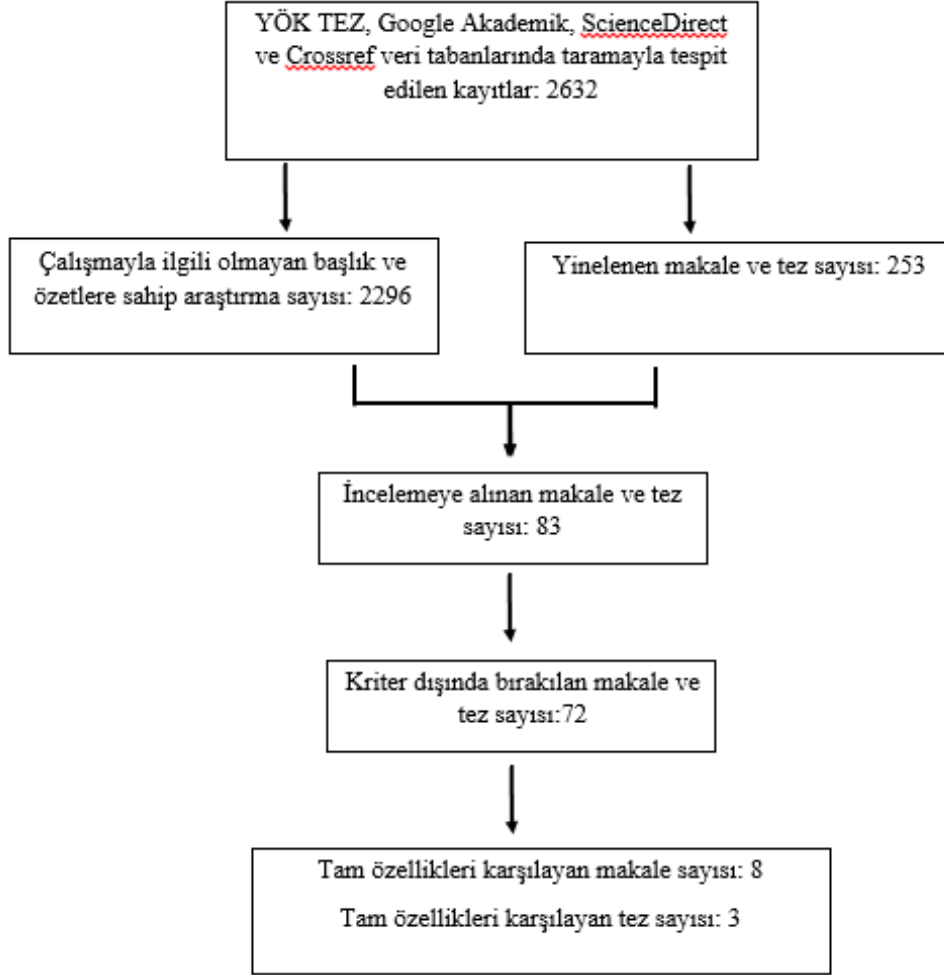 YÖK TEZ, Google Akademik, ScienceDirect
ve Crossref veri tabanlarında taramayla tespit
edilen kayıtlar: 2632
Çalışmayla ilgili olmayan başlık ve
özetlere sahip araştırma sayısı: 2296
Yinelenen makale ve tez sayısı: 253
İncelemeye alınan makale ve tez
sayısı: 83
Kriter dışında bırakılan makale ve
tez sayısı:72
Tam özellikleri karşılayan makale sayısı: 8
Tam özellikleri karşılayan tez sayısı: 3